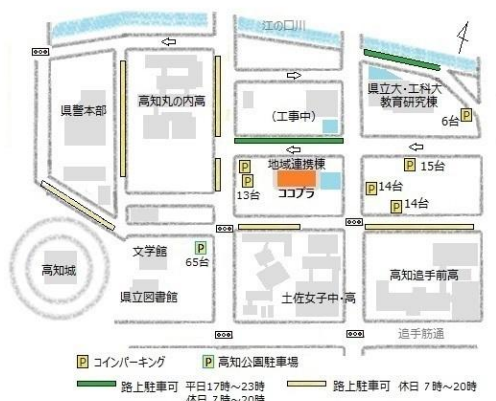 江の口川
県警本部
高知丸の内高
(工事中)
県立大・工科大
教育研究棟
P
6台
地域連携棟
ココプラ
P
P
13台
P
15台
P
14台
P
14台
高知城
文学館
P
65台
県立図書館
土佐女子中・高
高知追手前高
追手筋通
P コインパーキング
P 高知公園駐車場
路上駐車可 平日17時～23時
休日 7時～20時
路上駐車可 休日 7時～20時